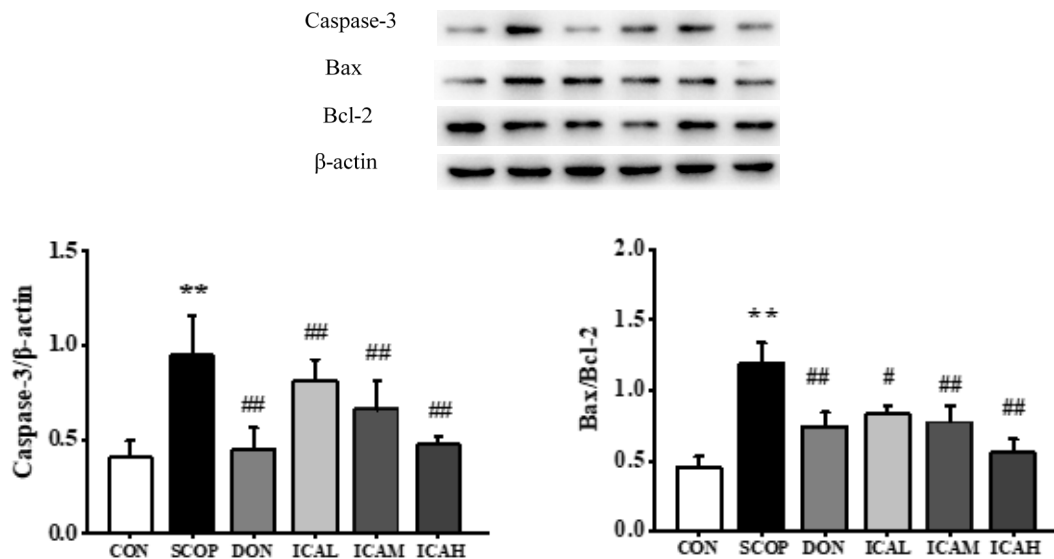 Caspase-3
Bax
Bcl-2
β-actin
Caspase-3/β-actin
1.5
1.0
0.5
0.0
**
##
##
##
##
CON SCOP DON ICAL ICAM ICAH
Bax/Bcl-2
2.0
1.5
1.0
0.5
0.0
**
##
#
##
##
CON SCOP DON ICAL ICAM ICAH